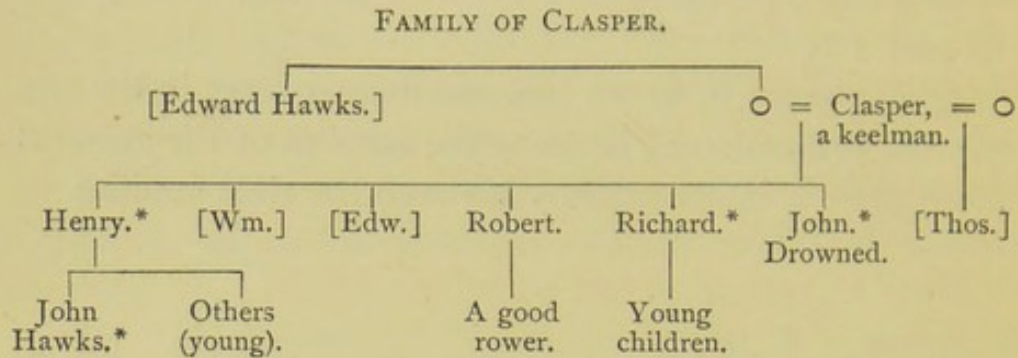 FAMILY OF CLASPER.
[Edward Hawks.] O = Clasper, = O
a keelman.
Henry.* [Wm.] [Edw.] Robert. Richard.* John.* [Thos.]
Drowned.
John Others A good Young
Hawks.* (young). rower. children.